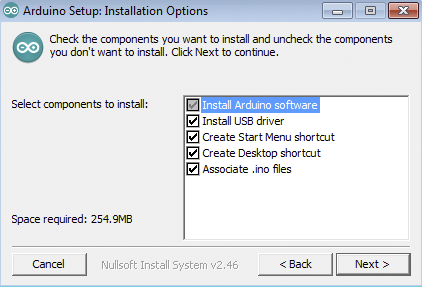 Arduino Setup: Installation Options
Check the components you want to install and uncheck the components
you don't want to install. Click Next to continue.
Select components to install:
Install Arduino software
Install USB driver
Create Start Menu shortcut
Create Desktop shortcut
Associate .ino files
Space required: 254.9MB
Cancel
Nullsoft Install System v2.46
< Back
Next >